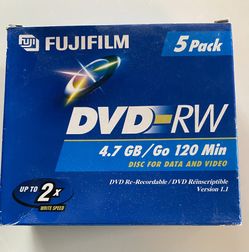 FUJI FUJIFILM 5 Pack
DVD-RW
4.7 GB/Go 120 Min
DISC FOR DATA AND VIDEO
DVD Re-Recordable / DVD Réinscriptible
Version 1.1
UP TO 2x
WRITE SPEED